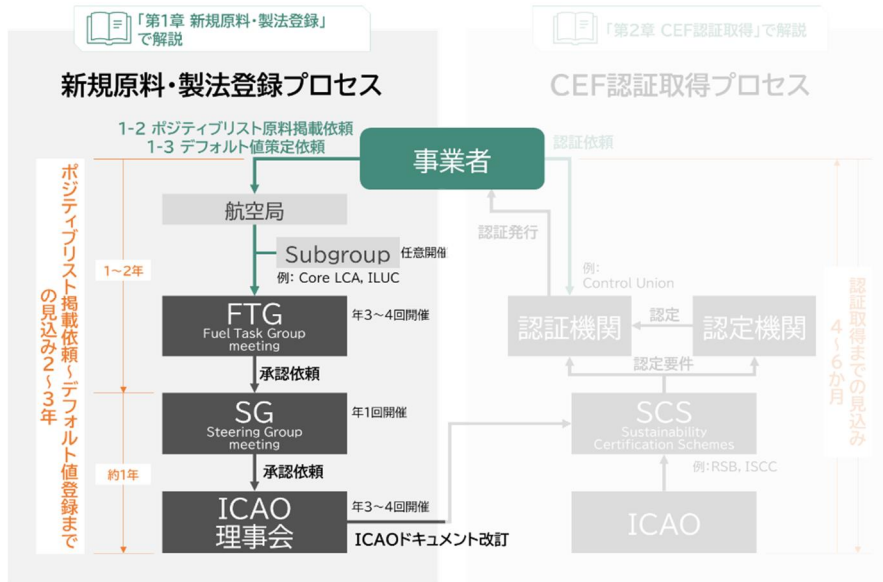 「第1章 新規原料・製法登録」
で解説
「第2章 CEF認証取得」で解説
新規原料・製法登録プロセス
CEF認証取得プロセス
1-2 ポジティブリスト原料掲載依頼
1-3 デフォルト値策定依頼
事業者
認証依頼
航空局
認証発行
Subgroup
任意開催
例： Core LCA, ILUC
1～2年
ポジティブリスト掲載依頼～デフォルト値登録まで
の見込み2～3年
FTG
Fuel Task Group
meeting
年3～4回開催
例：
Control Union
認証機関
認定
認定機関
認証取得までの見込み
4～6か月
承認依頼
認定要件
SG
Steering Group
meeting
年1回開催
SCS
Sustainability
Certification Schemes
例：RSB, ISCC
承認依頼
約1年
ICAO
理事会
年3～4回開催
ICAOドキュメント改訂
ICAO